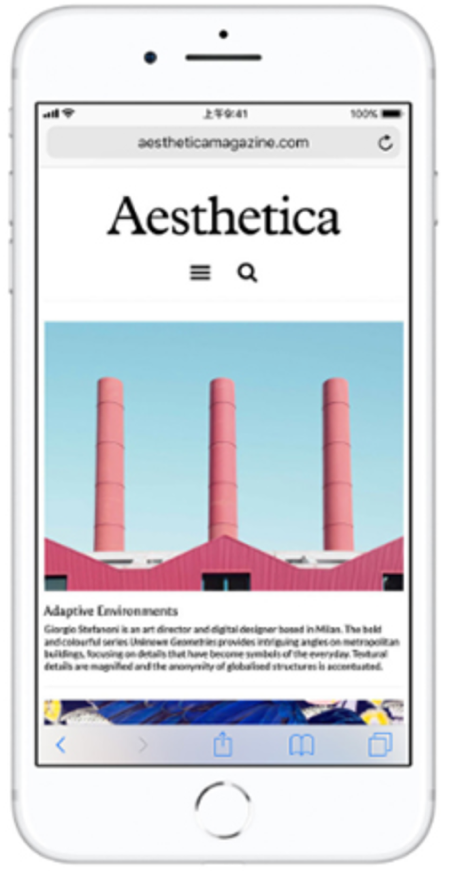 上午9:41
100%
aestheticamagazine.com
Aesthetica
Adaptive Environments
Giorgio Stefanoni is an art director and digital designer based in Milan. The bold
and colourful series Unknown Geometries provides intriguing angles on metropolitan
buildings, focusing on details that have become symbols of the everyday. Textural
details are magnified and the anonymity of globalised structures is accentuated.